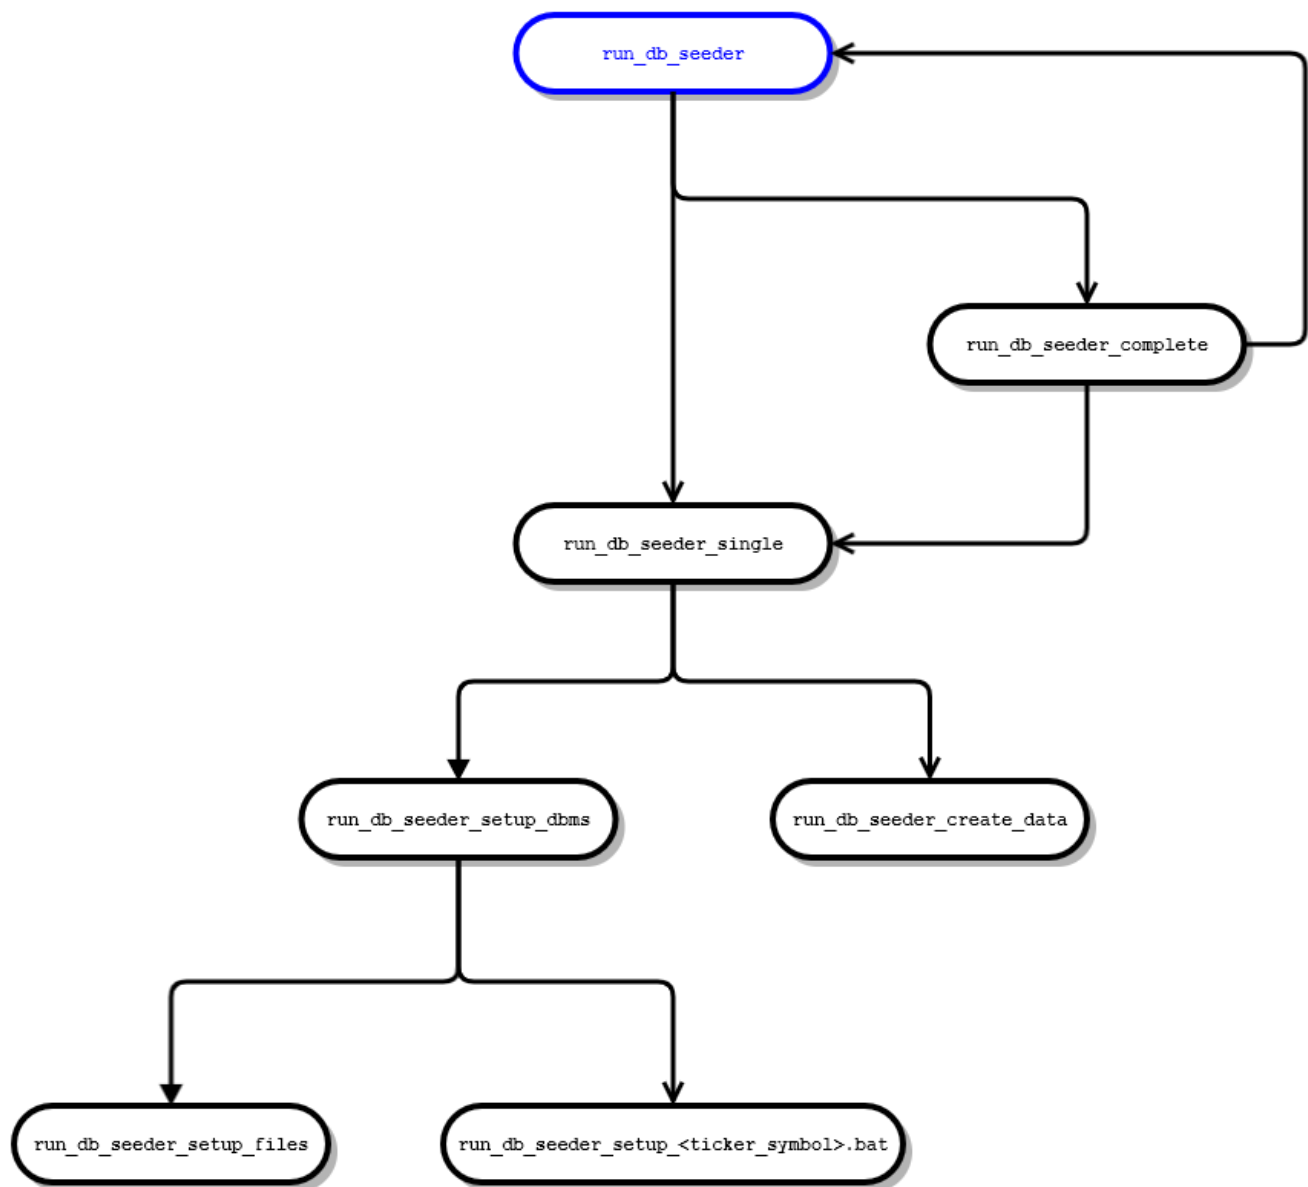 run_db_seeder
run_db_seeder_complete
run_db_seeder_single
run_db_seeder_setup_dbms
run_db_seeder_create_data
run_db_seeder_setup_files
run_db_seeder_setup_<ticker_symbol>.bat